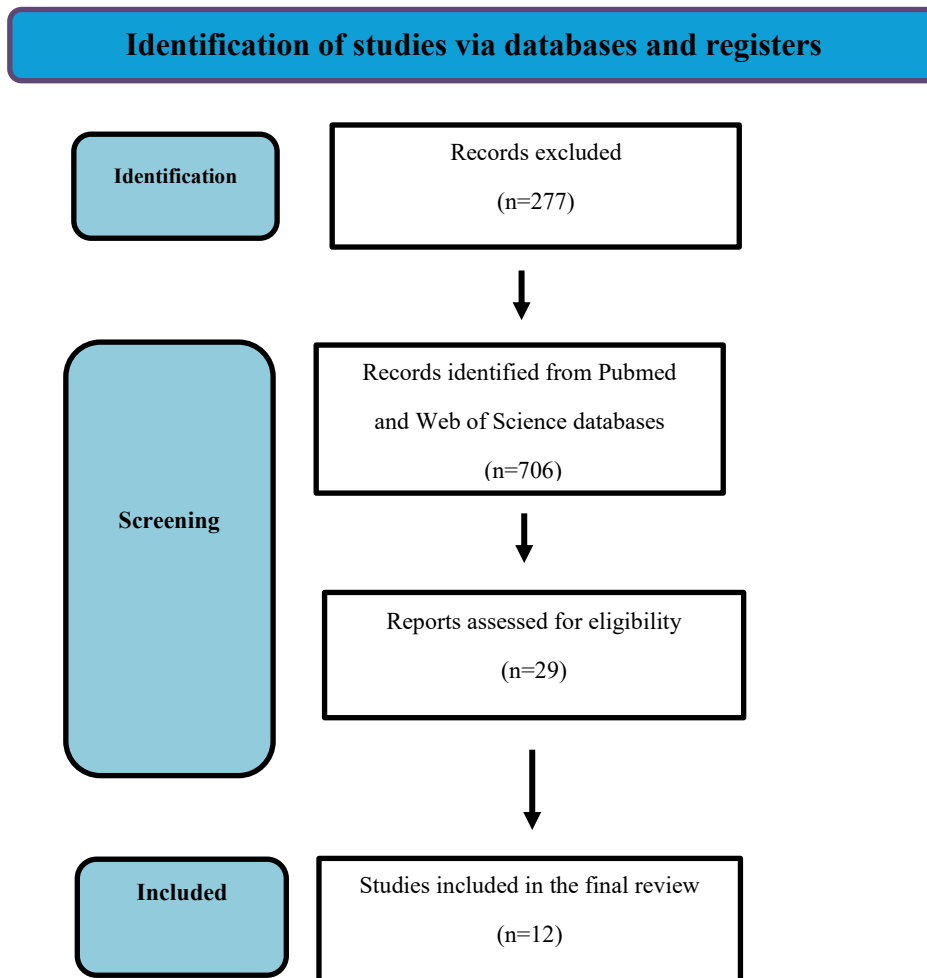 Identification of studies via databases and registers
Identification
Records excluded
(n=277)
Records identified from Pubmed
and Web of Science databases
(n=706)
Screening
Reports assessed for eligibility
(n=29)
Included
Studies included in the final review
(n=12)